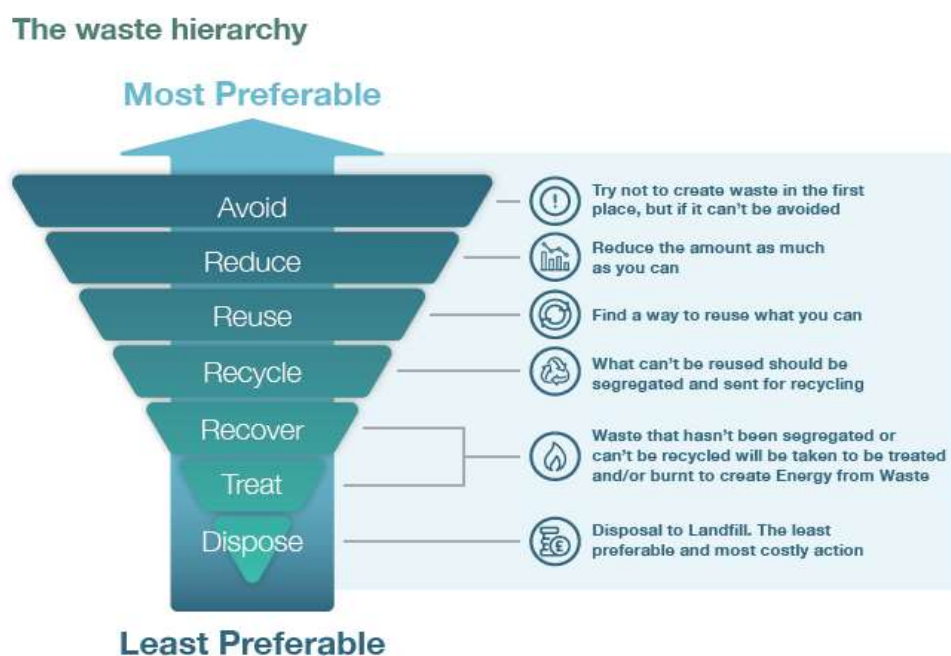 The waste hierarchy
Most Preferable
Avoid
Try not to create waste in the first
place, but if it can't be avoided
Reduce
Reduce the amount as much
as you can
Reuse
Find a way to reuse what you can
Recycle
What can't be reused should be
segregated and sent for recycling
Recover
Treat
Waste that hasn't been segregated or
can't be recycled will be taken to be treated
and/or burnt to create Energy from Waste
Dispose
£
Disposal to Landfill. The least
preferable and most costly action
Least Preferable